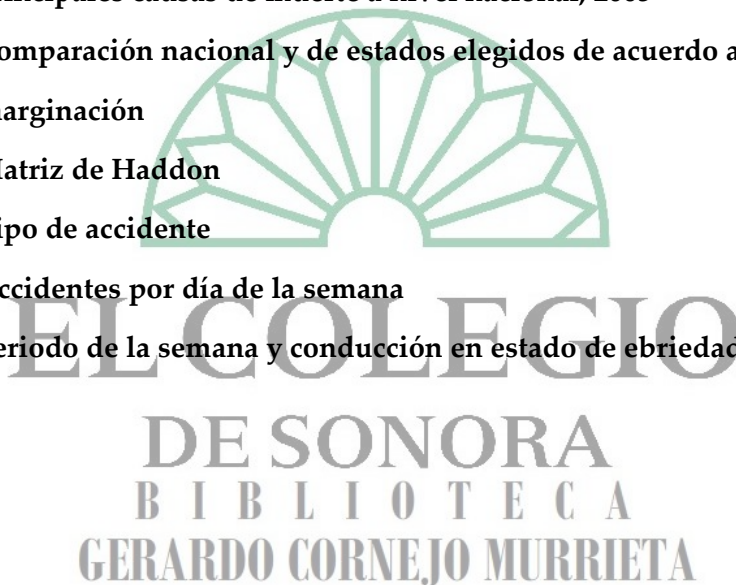 rincipales causas de muerte a nivel nacional,
omparación nacional y de estados elegidos de acuerdo a
arginación
atriz de Haddon
ipo de accidente
ccidentes por día de la semana
eriodo de la semana y conducción en estado de ebriedad
EL COLEGIO
DE SONORA
BIBLIOTECA
GERARDO CORNEJO MURRIETA